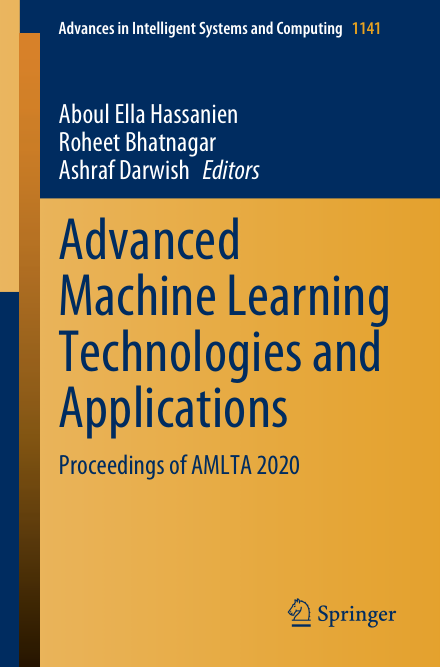 Advances in Intelligent Systems and Computing 1141
Aboul Ella Hassanien
Roheet Bhatnagar
Ashraf Darwish Editors
Advanced
Machine Learning
Technologies and
Applications
Proceedings of AMLTA 2020
Springer